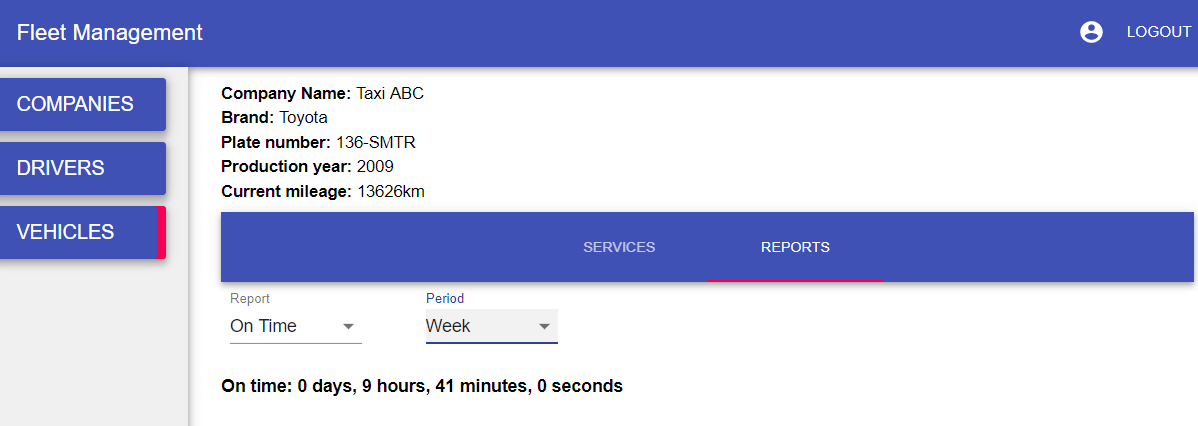 Fleet Management
LOGOUT
COMPANIES
DRIVERS
VEHICLES
Company Name: Taxi ABC
Brand: Toyota
Plate number: 136-SMTR
Production year: 2009
Current mileage: 13626km
SERVICES REPORTS
Report Period
On Time Week
On time: 0 days, 9 hours, 41 minutes, 0 seconds